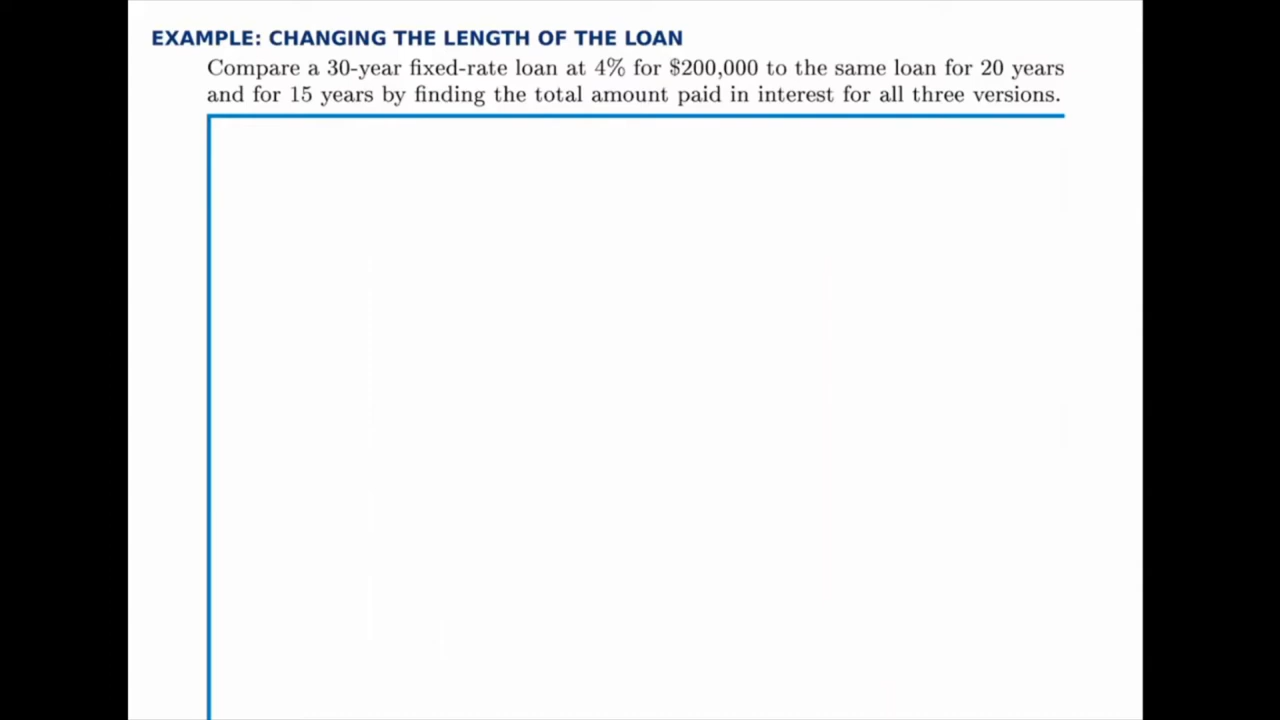 EXAMPLE: CHANGING THE LENGTH OF THE LOAN
Compare a 30-year fixed-rate loan at 4% for $200,000 to the same loan for 20 years
and for 15 years by finding the total amount paid in interest for all three versions.